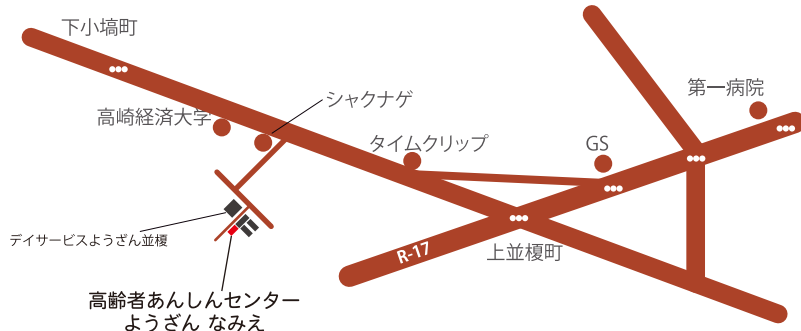 下小塙町
シャクナゲ
高崎経済大学
第一病院
タイムクリップ
GS
デイサービスようざん並榎
R-17
上並榎町
高齢者あんしんセンター
ようざん なみえ